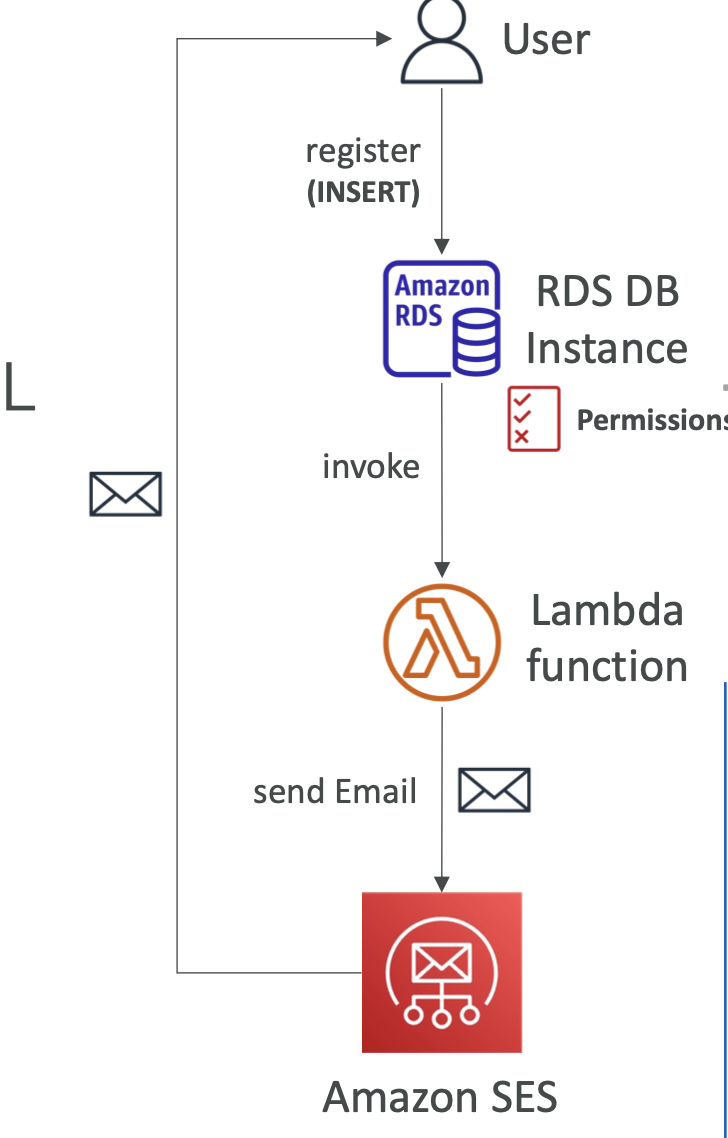 User
register
(INSERT)
Amazon
RDS
RDS DB
Instance
L
Permissions
invoke
Lambda
function
send Email
Amazon SES